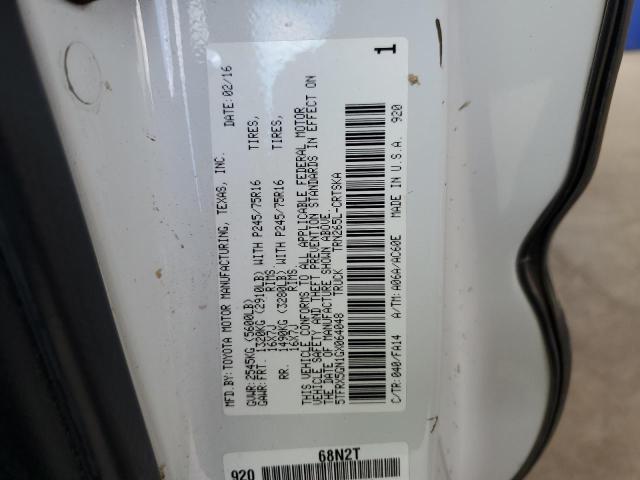 MFD.BY:TOYOTA MOTOR MANUFACTURING, TEXAS, INC. DATE: 02/16
GVWR:2545KG(5600LB)
GAWR:FRT. 1320KG (2910LB) WITH P245/75R16 TIRES,
16X7J RIMS
RR. 1490KG (3280LB) WITH P245/75R16 TIRES,
16X7J RIMS
THIS VEHICLE CONFORMS TO ALL APPLICABLE FEDERAL MOTOR
VEHICLE SAFETY AND THEFT PREVENTION STANDARDS IN EFFECT ON
THE DATE OF MANUFACTURE SHOWN ABOVE.
5TFRX5GN1GX064048 TRUCK TRN265L-CRTSKA
1
C/TR:040/FA14 A/TM:A06A/AC60E MADE IN U.S.A. 920
68N2T
920